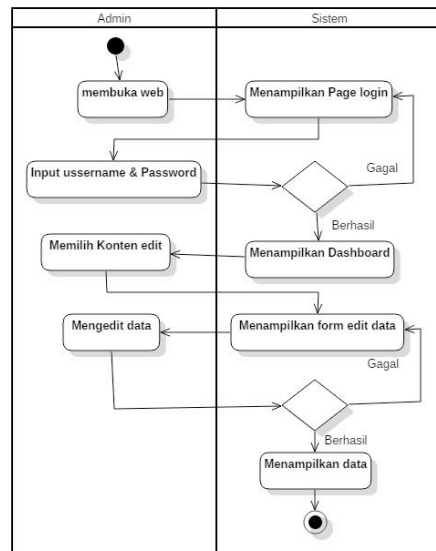 Admin
Sistem
membuka web
Menampilkan Page login
Input ussername & Password
Gagal
Berhasil
Memilih Konten edit
Menampilkan Dashboard
Mengedit data
Menampilkan form edit data
Gagal
Berhasil
Menampilkan data